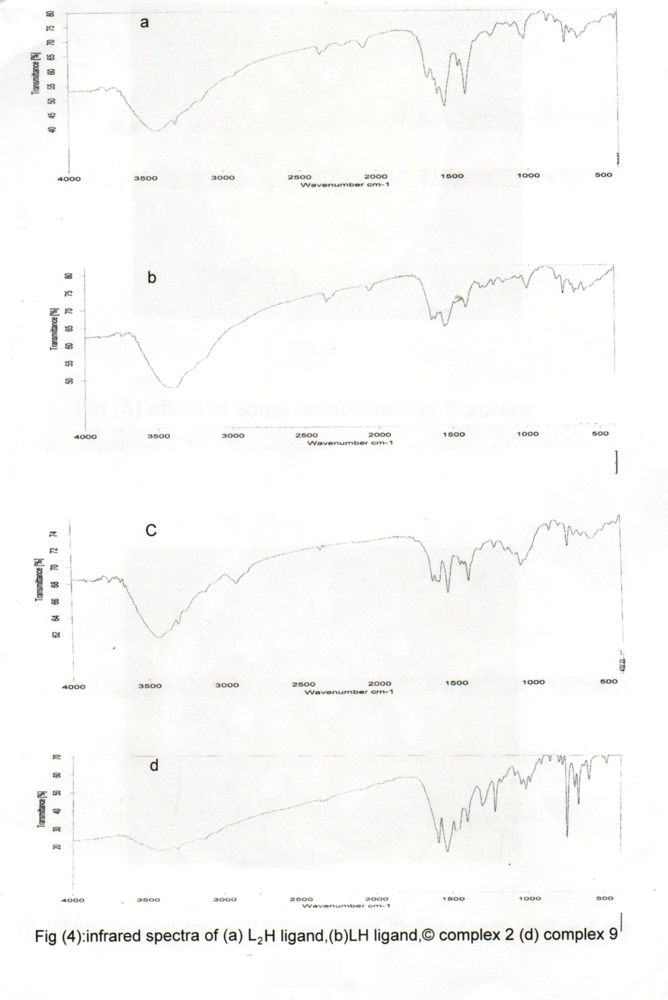 a
80
75
70
65
60
55
50
45
40
Transmittance [%]
4000 3500 3000 2500 2000 1500 1000 500
Wavenumber cm-1
b
80
75
70
65
60
55
50
Transmittance [%]
Fig (5) effect of some complexes on S aureus
4000 3500 3000 2500 2000 1500 1000 500
Wavenumber cm-1
C
74
72
70
68
66
64
62
Transmittance [%]
432.22
4000 3500 3000 2500 2000 1500 1000 500
Wavenumber cm-1
d
70
60
50
40
30
20
Transmittance [%]
4000 3500 3000 2500 2000 1500 1000 500
Wavenumber cm-1
Fig (4):infrared spectra of (a) L₂H ligand,(b)LH ligand,© complex 2 (d) complex 9